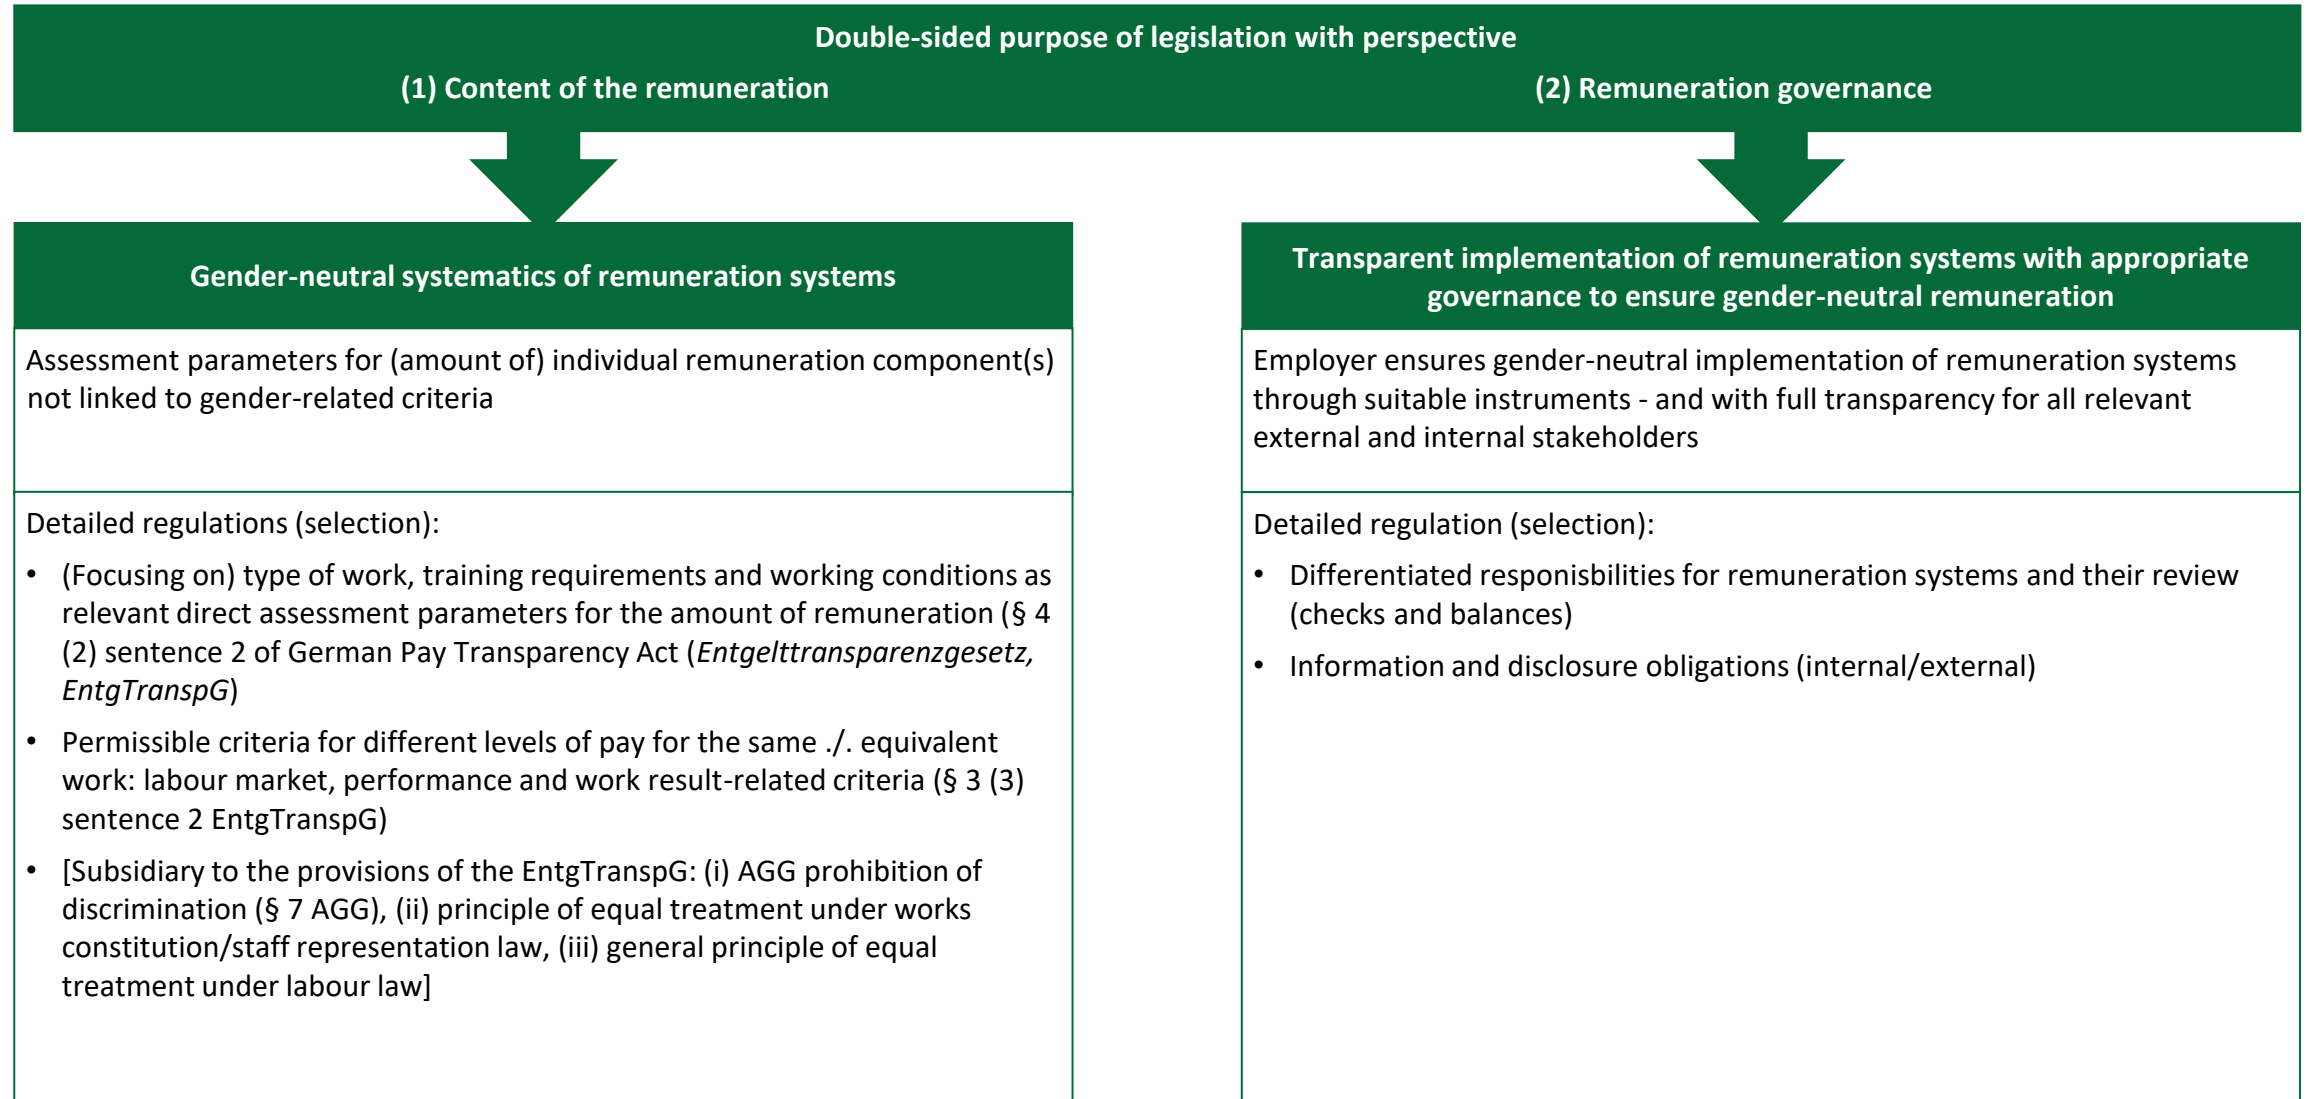 Double-sided purpose of legislation with perspective
(1) Content of the remuneration
(2) Remuneration governance
Gender-neutral systematics of remuneration systems
Assessment parameters for (amount of) individual remuneration component(s)
not linked to gender-related criteria
Detailed regulations (selection):
• (Focusing on) type of work, training requirements and working conditions as
relevant direct assessment parameters for the amount of remuneration (§ 4
(2) sentence 2 of German Pay Transparency Act (Entgelttransparenzgesetz,
EntgTranspG)
• Permissible criteria for different levels of pay for the same ./. equivalent
work: labour market, performance and work result-related criteria (§ 3 (3)
sentence 2 EntgTranspG)
• [Subsidiary to the provisions of the EntgTranspG: (i) AGG prohibition of
discrimination (§ 7 AGG), (ii) principle of equal treatment under works
constitution/staff representation law, (iii) general principle of equal
treatment under labour law]
Transparent implementation of remuneration systems with appropriate
governance to ensure gender-neutral remuneration
Employer ensures gender-neutral implementation of remuneration systems
through suitable instruments - and with full transparency for all relevant
external and internal stakeholders
Detailed regulation (selection):
• Differentiated responisbilities for remuneration systems and their review
(checks and balances)
• Information and disclosure obligations (internal/external)